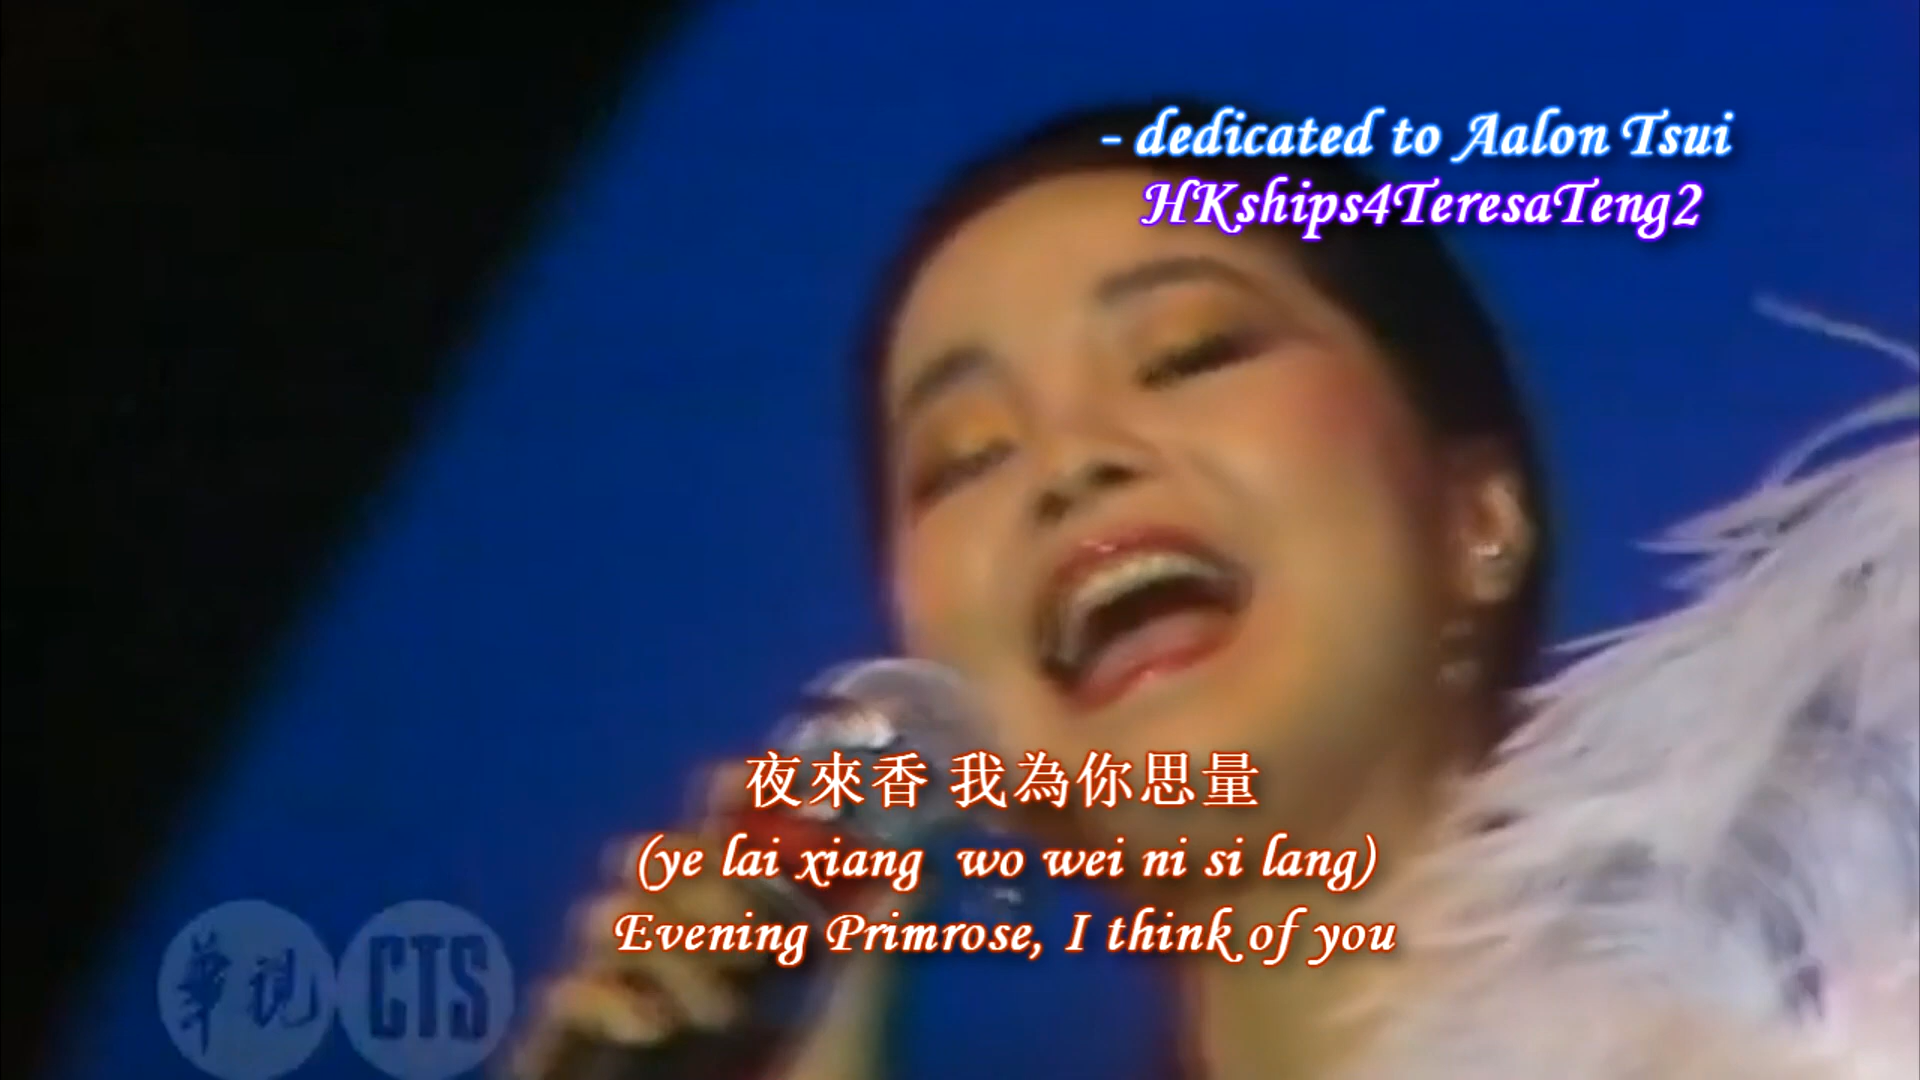 - dedicated to Aalon Tsui
HKships4TeresaTeng2
夜來香 我為你思量
(ye lai xiang  wo wei ni si lang)
Evening Primrose, I think of you
華視 CTS